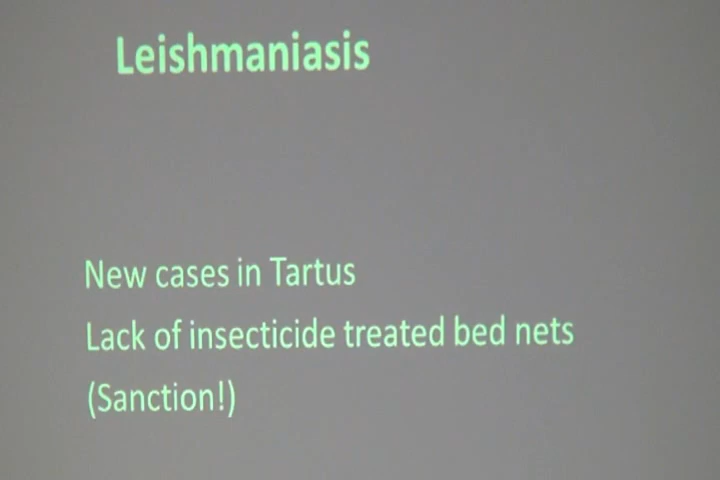 Leishmaniasis
New cases in Tartus
Lack of insecticide treated bed nets
(Sanction!)